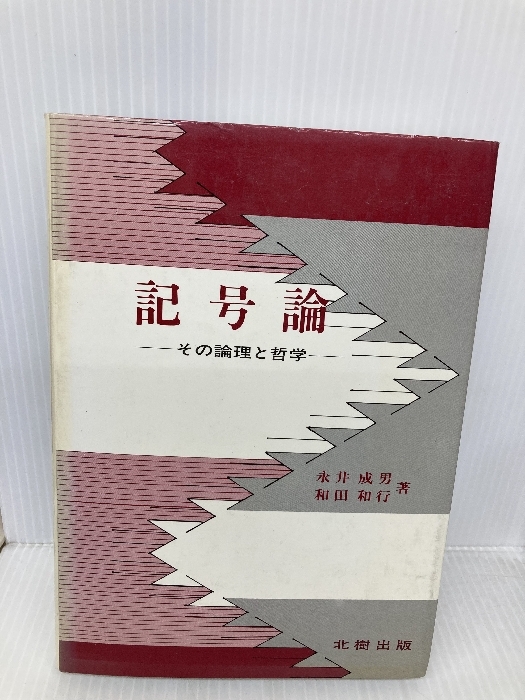 記号論
—その論理と哲学—
永井成男
和田和行
著
北樹出版